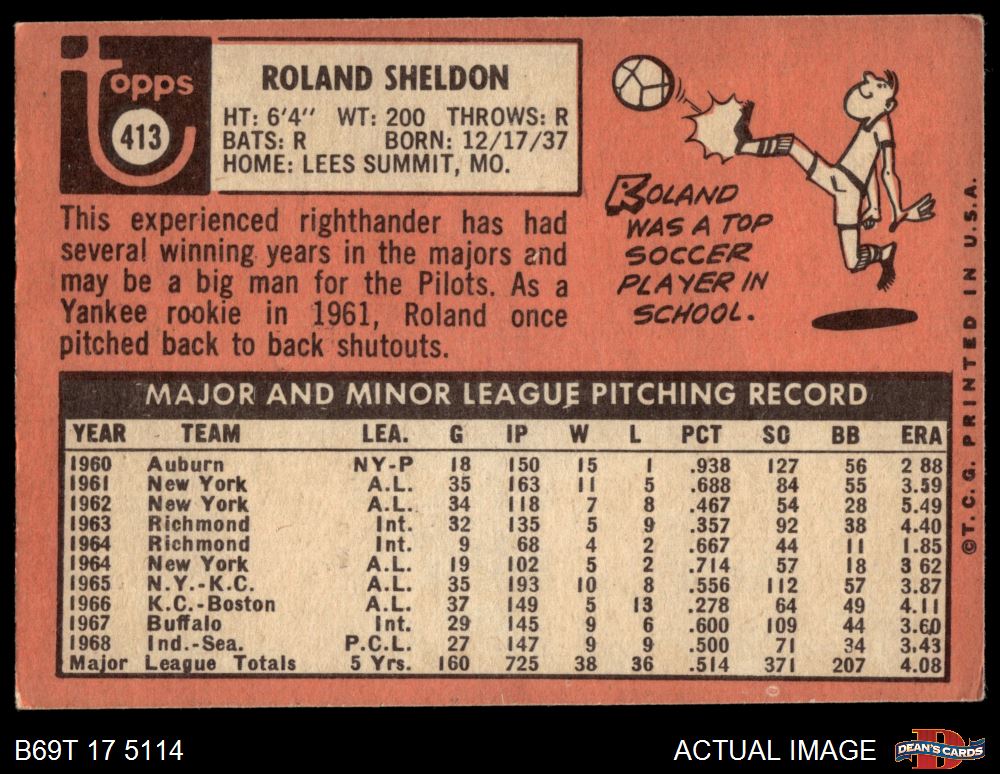 topps
413
ROLAND SHELDON
HT: 6'4" WT: 200 THROWS: R
BATS: R BORN: 12/17/37
HOME: LEES SUMMIT, MO.
This experienced righthander has had
several winning years in the majors and
may be a big man for the Pilots. As a
Yankee rookie in 1961, Roland once
pitched back to back shutouts.
ROLAND
WAS A TOP
SOCCER
PLAYER IN
SCHOOL.
MAJOR AND MINOR LEAGUE PITCHING RECORD
YEAR TEAM LEA. G IP W L PCT SO BB ERA
1960 Auburn NY-P 18 150 15 1 .938 127 56 2 88
1961 New York A.L. 35 163 11 5 .688 84 55 3.59
1962 New York A.L. 34 118 7 8 .467 54 28 5.49
1963 Richmond Int. 32 135 5 9 .357 92 38 4.40
1964 Richmond Int. 9 68 4 2 .667 44 11 1.85
1964 New York A.L. 19 102 5 2 .714 57 18 3 62
1965 N.Y.-K.C. A.L. 35 193 10 8 .556 112 57 3.87
1966 K.C.-Boston A.L. 37 149 5 13 .278 64 49 4.11
1967 Buffalo Int. 29 145 9 6 .600 109 44 3.60
1968 Ind.-Sea. P.C.L. 27 147 9 9 .500 71 34 3.43
Major League Totals 5 Yrs. 160 725 38 36 .514 371 207 4.08
©T.C.G. PRINTED IN U.S.A.
B69T 17 5114
ACTUAL IMAGE
DEAN'S CARDS